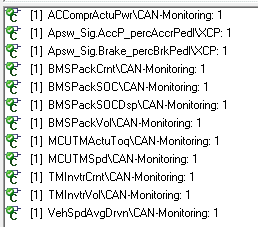 [1] ACComprActuPwr\CAN-Monitoring: 1
[1] Apsw_Sig.AccP_percAccrPedl\XCP: 1
[1] Apsw_Sig.Brake_percBrkPedl\XCP: 1
[1] BMSPackCrnt\CAN-Monitoring: 1
[1] BMSPackSOC\CAN-Monitoring: 1
[1] BMSPackSOCDsp\CAN-Monitoring: 1
[1] BMSPackVol\CAN-Monitoring: 1
[1] MCUTMActuToq\CAN-Monitoring: 1
[1] MCUTMSpd\CAN-Monitoring: 1
[1] TMInvtrCrnt\CAN-Monitoring: 1
[1] TMInvtrVol\CAN-Monitoring: 1
[1] VehSpdAvgDrvn\CAN-Monitoring: 1